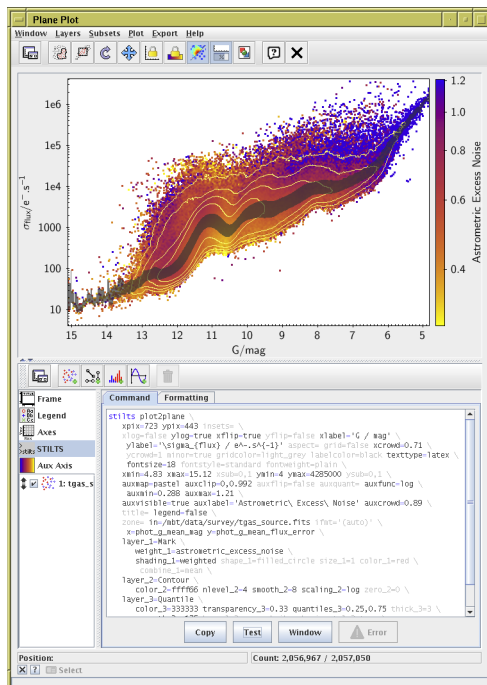 Plane Plot
Window Layers Subsets Plot Export Help
1e6
1e5
1e4
1000
100
10
σflux/e⁻.s⁻¹
15 14 13 12 11 10 9 8 7 6 5
G/mag
1.2
1.0
0.8
0.6
0.4
Astrometric Excess Noise
Frame
Legend
Axes
STILTS
Aux Axis
1: tgas_s
Command Formatting
stilts plot2plane \
xpix=723 ypix=443 insets= \
xlog=false ylog=true xflip=true yflip=false xlabel='G / mag' \
ylabel='\sigma_{flux} / e^-.s^{-1}' aspect= grid=false xcrowd=0.71 \
ycrowd=1 minor=true gridcolor=light_grey labelcolor=black texttype=latex \
fontsize=18 fontstyle=standard fontweight=plain \
xmin=4.83 xmax=15.12 xsub=0,1 ymin=4 ymax=4285000 ysub=0,1 \
auxmap=pastel auxclip=0,0.992 auxflip=false auxquant= auxfunc=log \
auxmin=0.288 auxmax=1.21 \
auxvisible=true auxlabel='Astrometric\ Excess\ Noise' auxcrowd=0.89 \
title= legend=false \
zone= in=/mbt/data/survey/tgas_source.fits ifmt='(auto)' \
x=phot_g_mean_mag y=phot_g_mean_flux_error \
layer_1=Mark \
weight_1=astrometric_excess_noise \
shading_1=weighted shape_1=filled_circle size_1=1 color_1=red \
combine_1=mean \
layer_2=Contour \
color_2=ffff66 nlevel_2=4 smooth_2=8 scaling_2=log zero_2=0 \
layer_3=Quantile \
color_3=333333 transparency_3=0.33 quantiles_3=0.25,0.75 thick_3=3 \
Copy Test Window Error
Position: Count: 2,056,967 / 2,057,050
Select